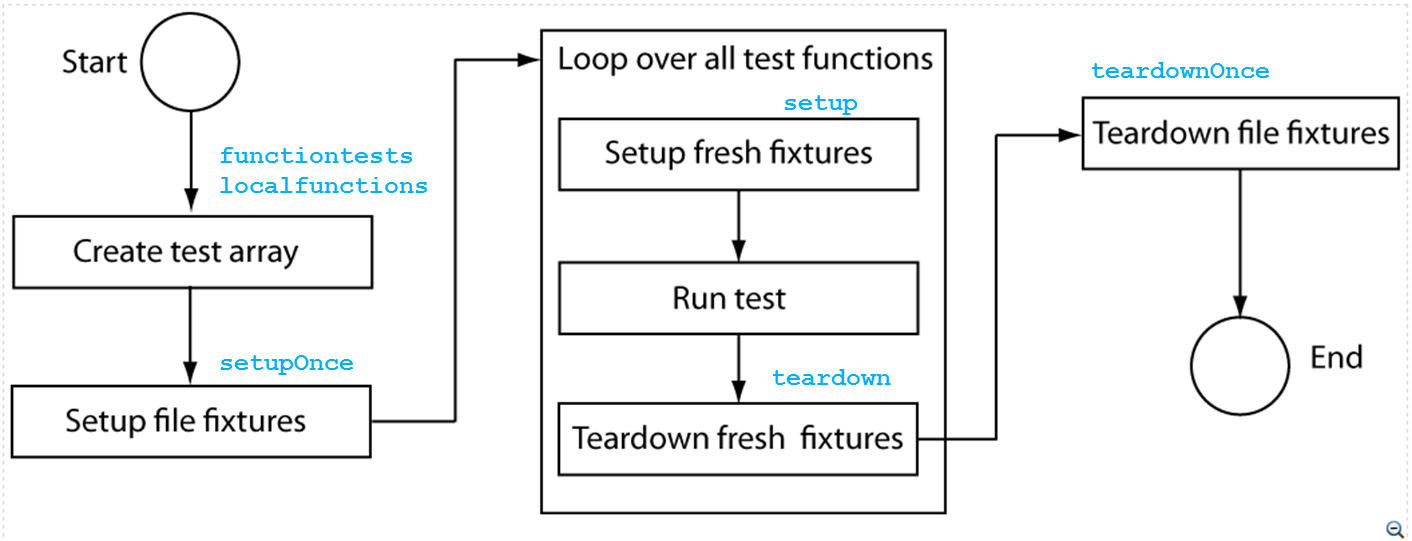 Start
functiontests
localfunctions
Create test array
setupOnce
Setup file fixtures
Loop over all test functions
setup
Setup fresh fixtures
Run test
teardown
Teardown fresh fixtures
teardownOnce
Teardown file fixtures
End